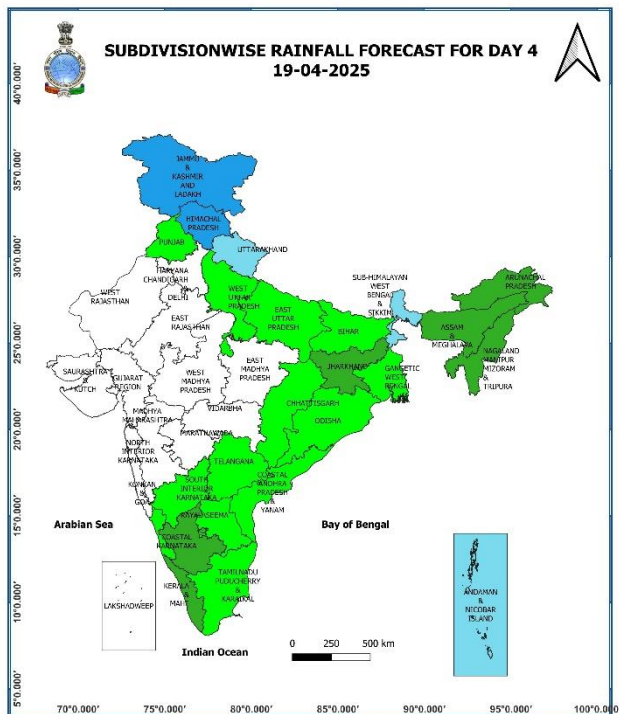 SUBDIVISIONWISE RAINFALL FORECAST FOR DAY 4
19-04-2025
40°0.000'
35°0.000'
30°0.000'
25°0.000'
20°0.000'
15°0.000'
10°0.000'
5°0.000'
JAMMU
&
KASHMIR
AND
LADAKH
HIMACHAL
PRADESH
PUNJAB
UTTARAKHAND
HARYANA
CHANDIGARH
&
DELHI
WEST
RAJASTHAN
EAST
RAJASTHAN
WEST
UTTAR
PRADESH
EAST
UTTAR
PRADESH
SUB-HIMALAYAN
WEST
BENGAL
&
SIKKIM
ARUNACHAL
PRADESH
ASSAM
&
MEGHALAYA
NAGALAND
MANIPUR
MIZORAM
&
TRIPURA
BIHAR
JHARKHAND
GANGETIC
WEST
BENGAL
SAURASHTRA
&
KUTCH
GUJARAT
REGION
WEST
MADHYA
PRADESH
EAST
MADHYA
PRADESH
CHHATTISGARH
ODISHA
VIDARBHA
MADHYA
MAHARASHTRA
MARATHAWADA
NORTH
INTERIOR
KARNATAKA
KONKAN
&
GOA
TELANGANA
COASTAL
ANDHRA
PRADESH
&
YANAM
SOUTH
INTERIOR
KARNATAKA
RAYALASEEMA
COASTAL
KARNATAKA
TAMILNADU
PUDUCHERRY
&
KARAIKAL
KERALA
&
MAHE
LAKSHADWEEP
ANDAMAN
&
NICOBAR
ISLAND
Arabian Sea
Bay of Bengal
Indian Ocean
0 250 500 km
70°0.000' 75°0.000' 80°0.000' 85°0.000' 90°0.000' 95°0.000' 100°0.000'